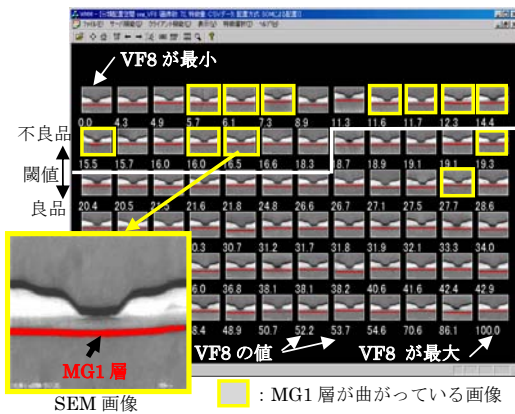 VF8 が最小
0.0 4.3 4.9 5.7 6.1 7.3 8.9 11.3 11.6 11.7 12.3 14.4
不良品
15.5 15.7 16.0 16.0 16.5 16.6 18.3 18.7 18.9 19.1 19.1 19.3
閾値
良品
20.4 20.5 21.6 21.8 24.8 26.6 26.7 27.1 27.5 27.7 28.6
30.7 31.2 31.7 31.8 31.9 32.1 33.3 34.0
36.8 38.1 38.1 38.2 40.6 41.6 42.4 42.9
48.9 50.7 52.2 53.7 54.6 70.6 86.1 100.0
MG1 層
VF8 の値
VF8 が最大
SEM 画像
：MG1 層が曲がっている画像